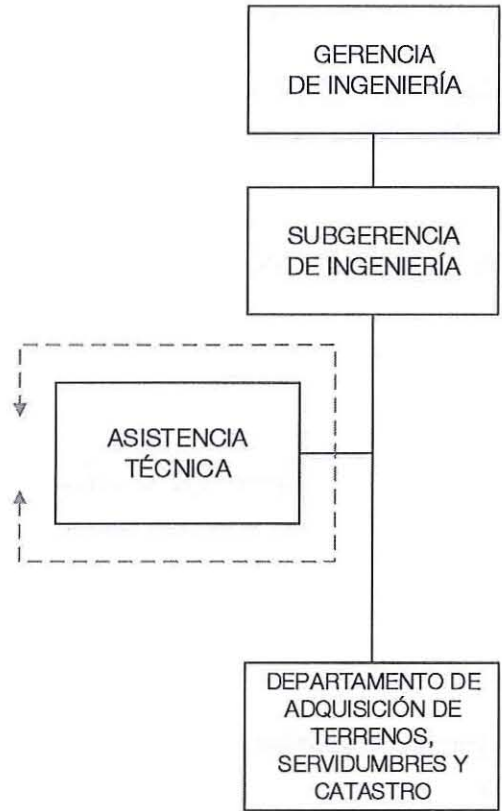 GERENCIA
DE INGENIERÍA
SUBGERENCIA
DE INGENIERÍA
ASISTENCIA
TÉCNICA
DEPARTAMENTO DE
ADQUISICIÓN DE
TERRENOS,
SERVIDUMBRES Y
CATASTRO